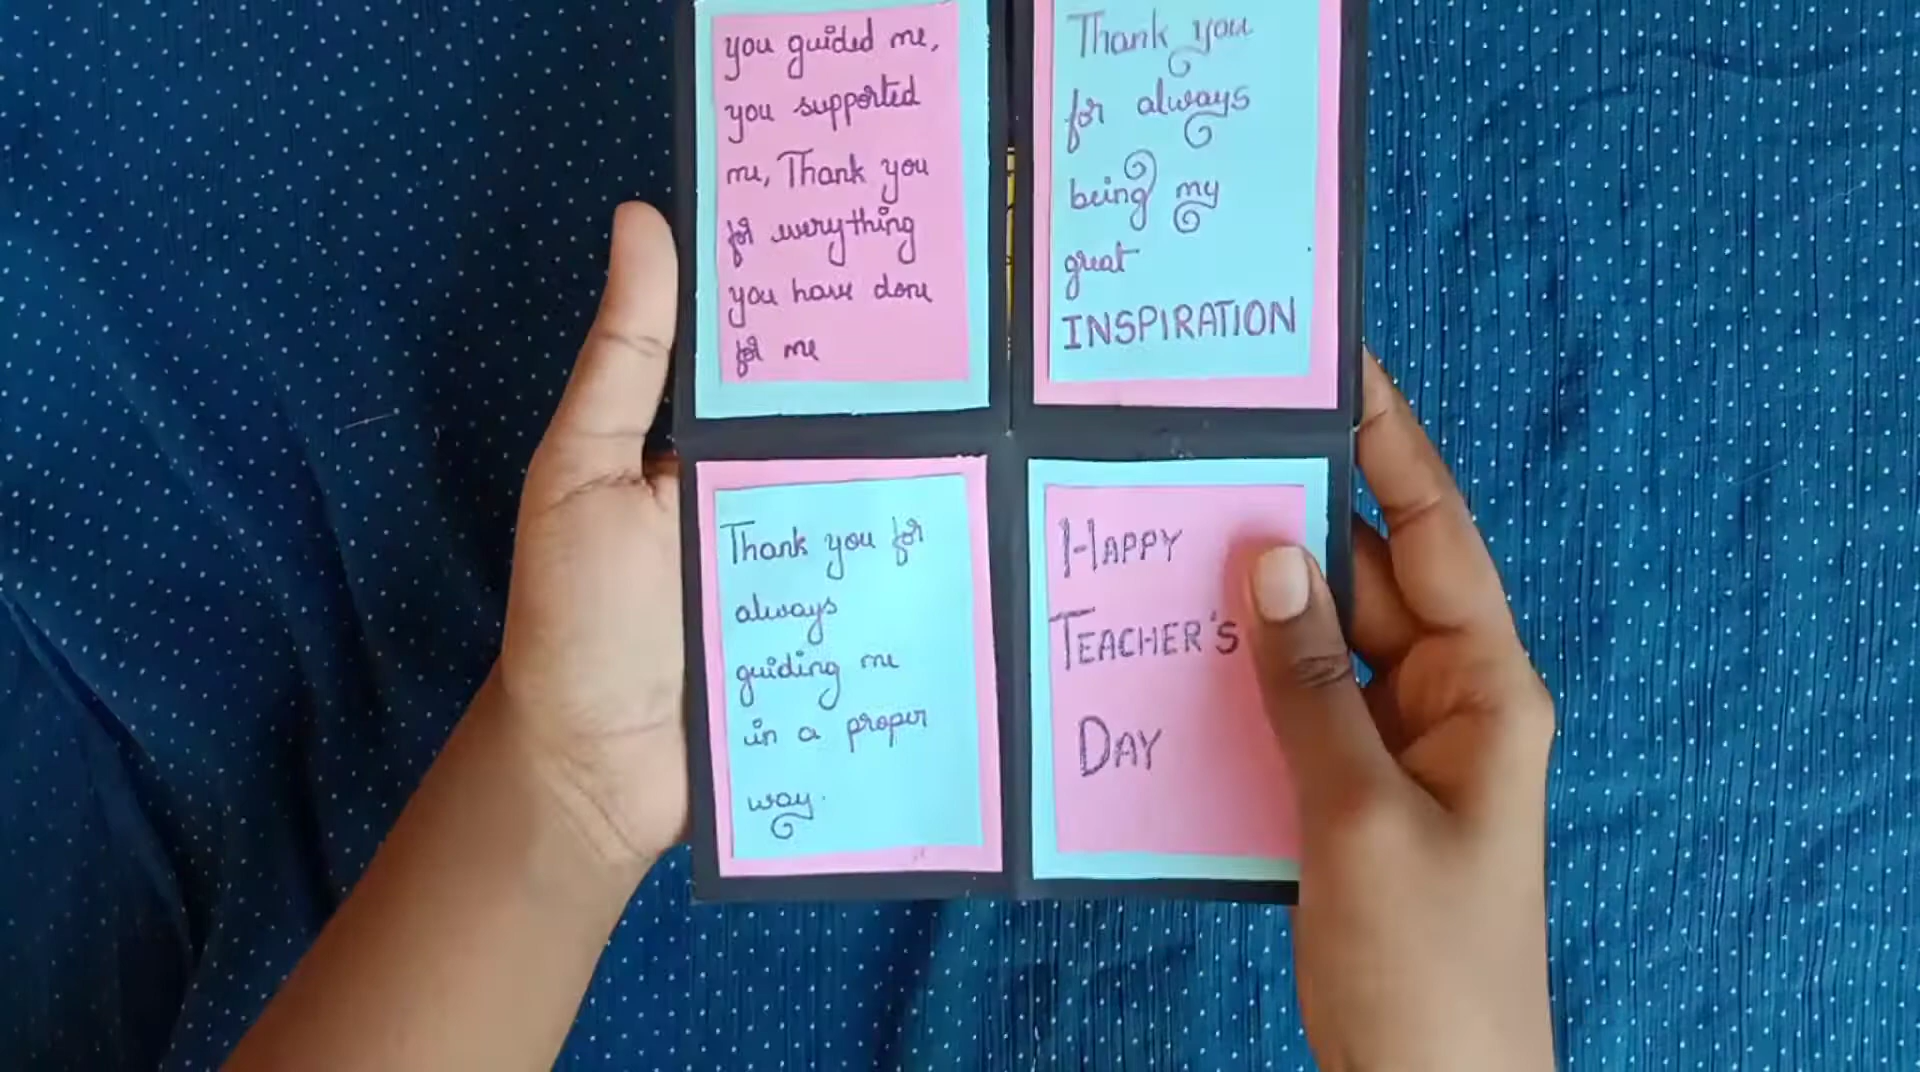 you guided me,
you supported
me, Thank you
for everything
you have done
for me
Thank you
for always
being my
great
INSPIRATION
Thank you for
always
guiding me
in a proper
way.
HAPPY
TEACHER'S
DAY